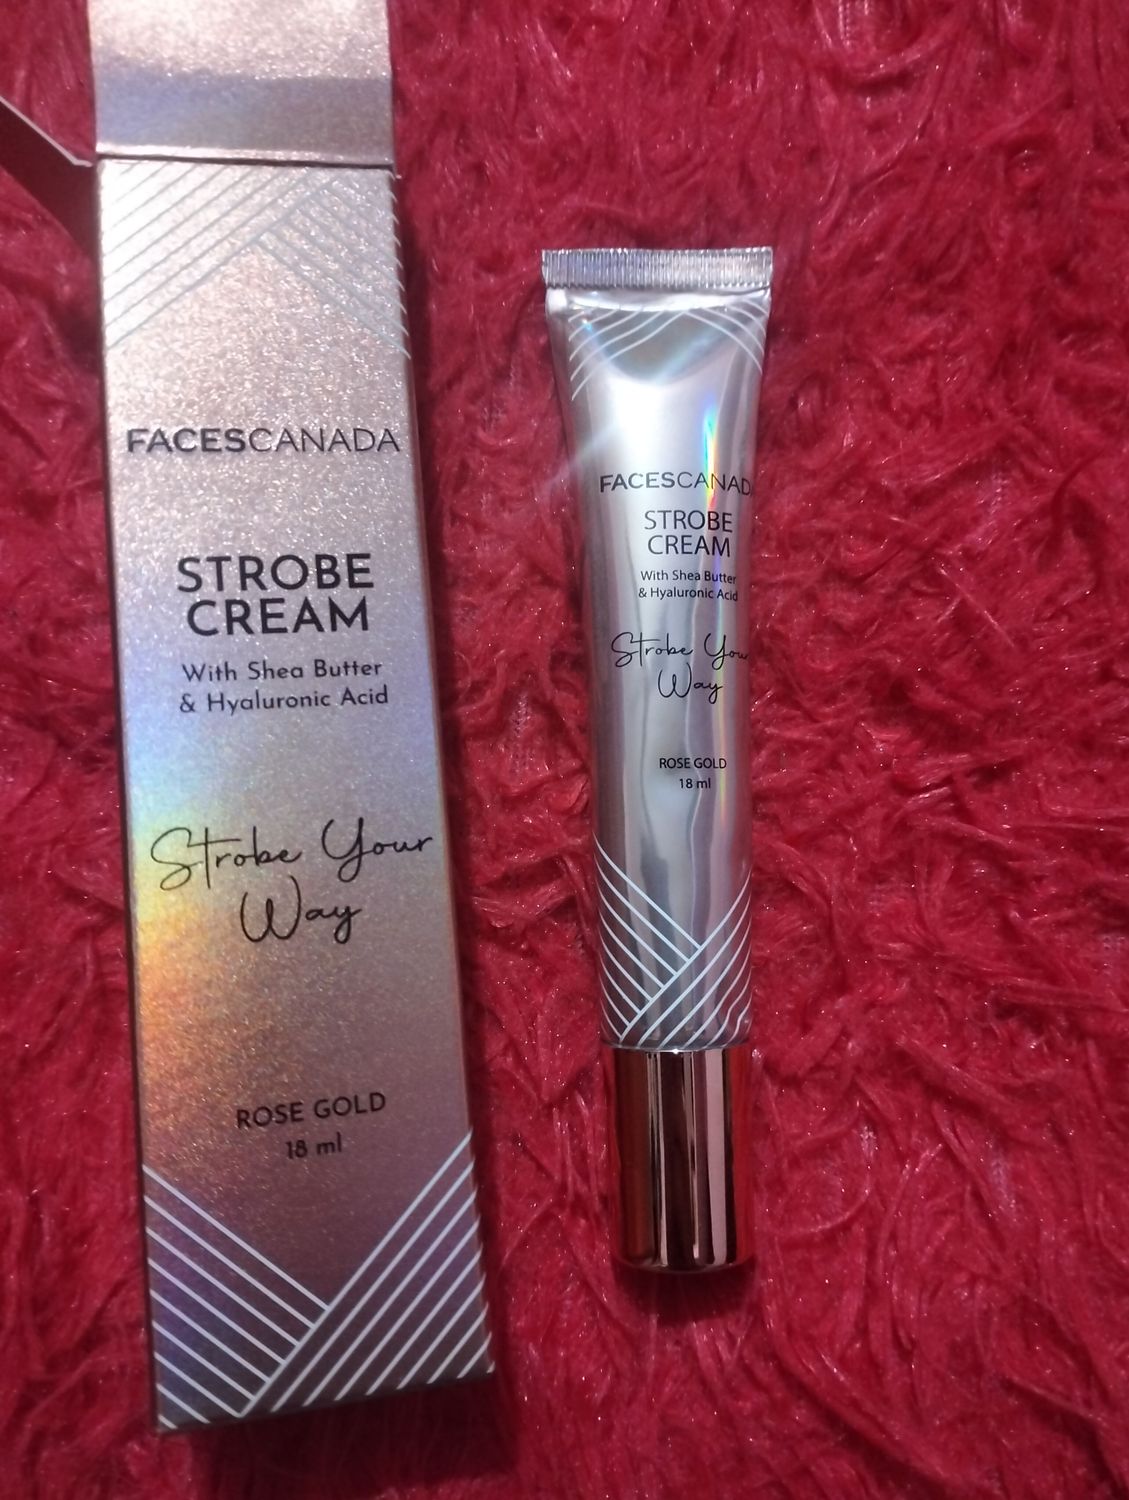 FACESCANADA
STROBE
CREAM
With Shea Butter
& Hyaluronic Acid
Strobe Your
Way
ROSE GOLD
18 ml
FACESCANADA
STROBE
CREAM
With Shea Butter
& Hyaluronic Acid
Strobe Your
Way
ROSE GOLD
18 ml